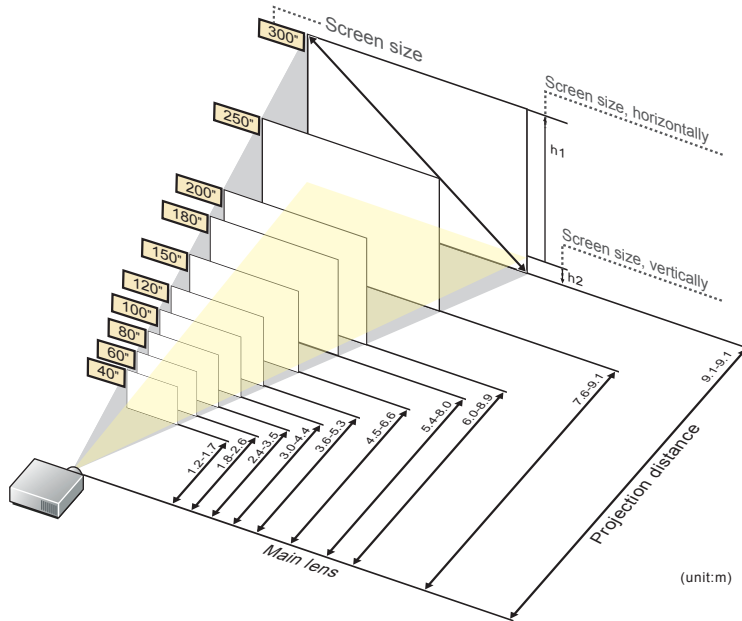 Screen size
300"
250"
200"
180"
150"
120"
100"
80"
60"
40"
Screen size, horizontally
h1
Screen size, vertically
h2
1.2-1.7
1.8-2.6
2.4-3.5
3.0-4.4
3.6-5.3
4.5-6.6
5.4-8.0
6.0-8.9
7.6-9.1
9.1-9.1
Projection distance
Main lens
(unit:m)